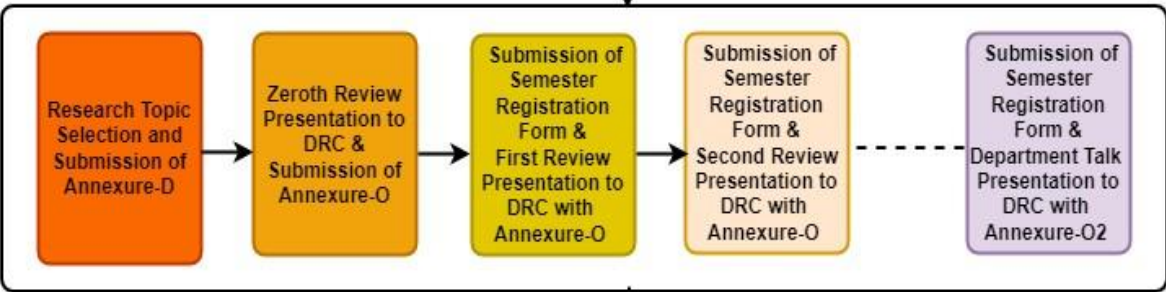 Research Topic
Selection and
Submission of
Annexure-D
Zeroth Review
Presentation to
DRC &
Submission of
Annexure-O
Submission of
Semester
Registration
Form &
First Review
Presentation to
DRC with
Annexure-O
Submission of
Semester
Registration
Form &
Second Review
Presentation to
DRC with
Annexure-O
Submission of
Semester
Registration
Form &
Department Talk
Presentation to
DRC with
Annexure-O2